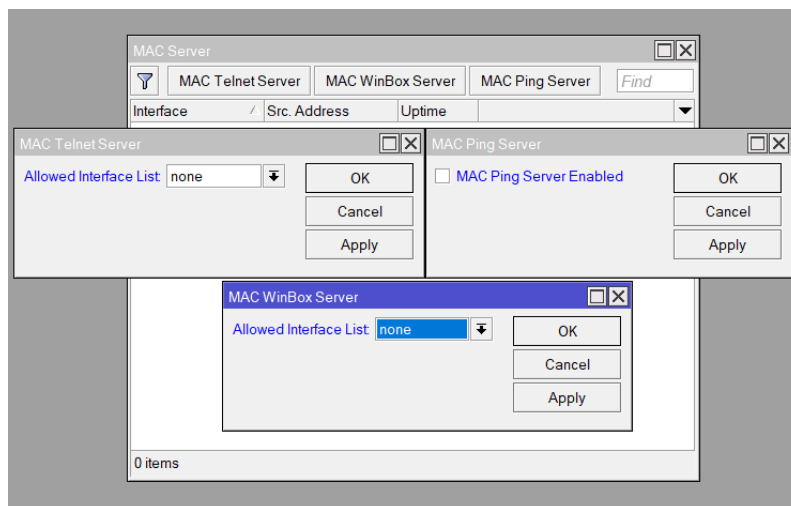 MAC Server
MAC Telnet Server MAC WinBox Server MAC Ping Server Find
Interface Src. Address Uptime
MAC Telnet Server
Allowed Interface List: none
OK
Cancel
Apply
MAC Ping Server
MAC Ping Server Enabled
OK
Cancel
Apply
MAC WinBox Server
Allowed Interface List: none
OK
Cancel
Apply
0 items